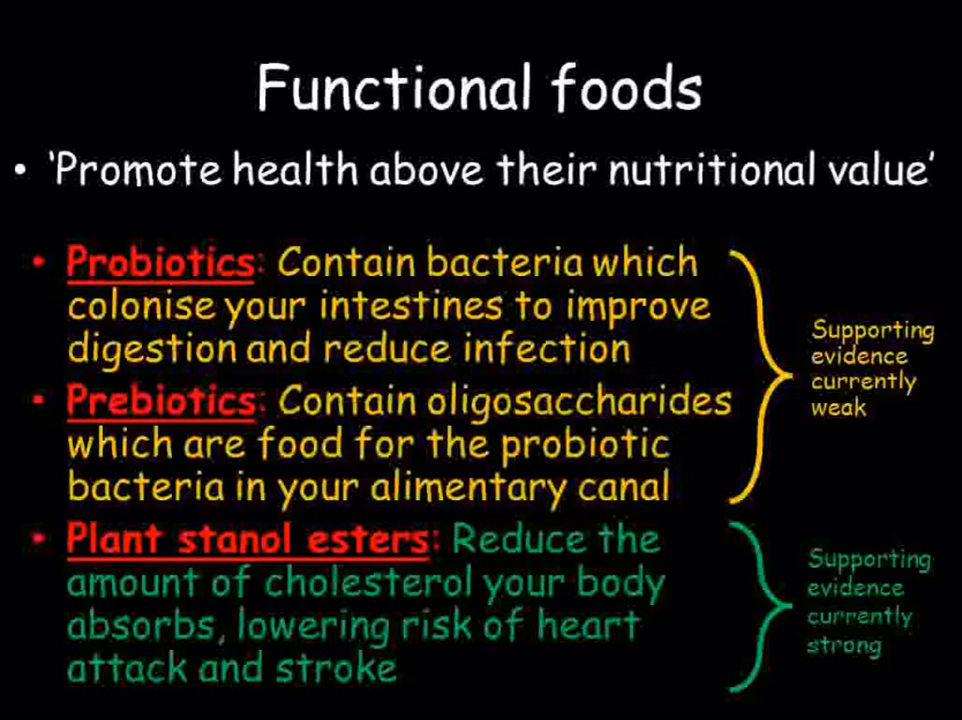 Functional foods
• ‘Promote health above their nutritional value’
• Probiotics: Contain bacteria which
colonise your intestines to improve
digestion and reduce infection
Supporting
evidence
currently
weak
• Prebiotics: Contain oligosaccharides
which are food for the probiotic
bacteria in your alimentary canal
• Plant stanol esters: Reduce the
amount of cholesterol your body
absorbs, lowering risk of heart
attack and stroke
Supporting
evidence
currently
strong